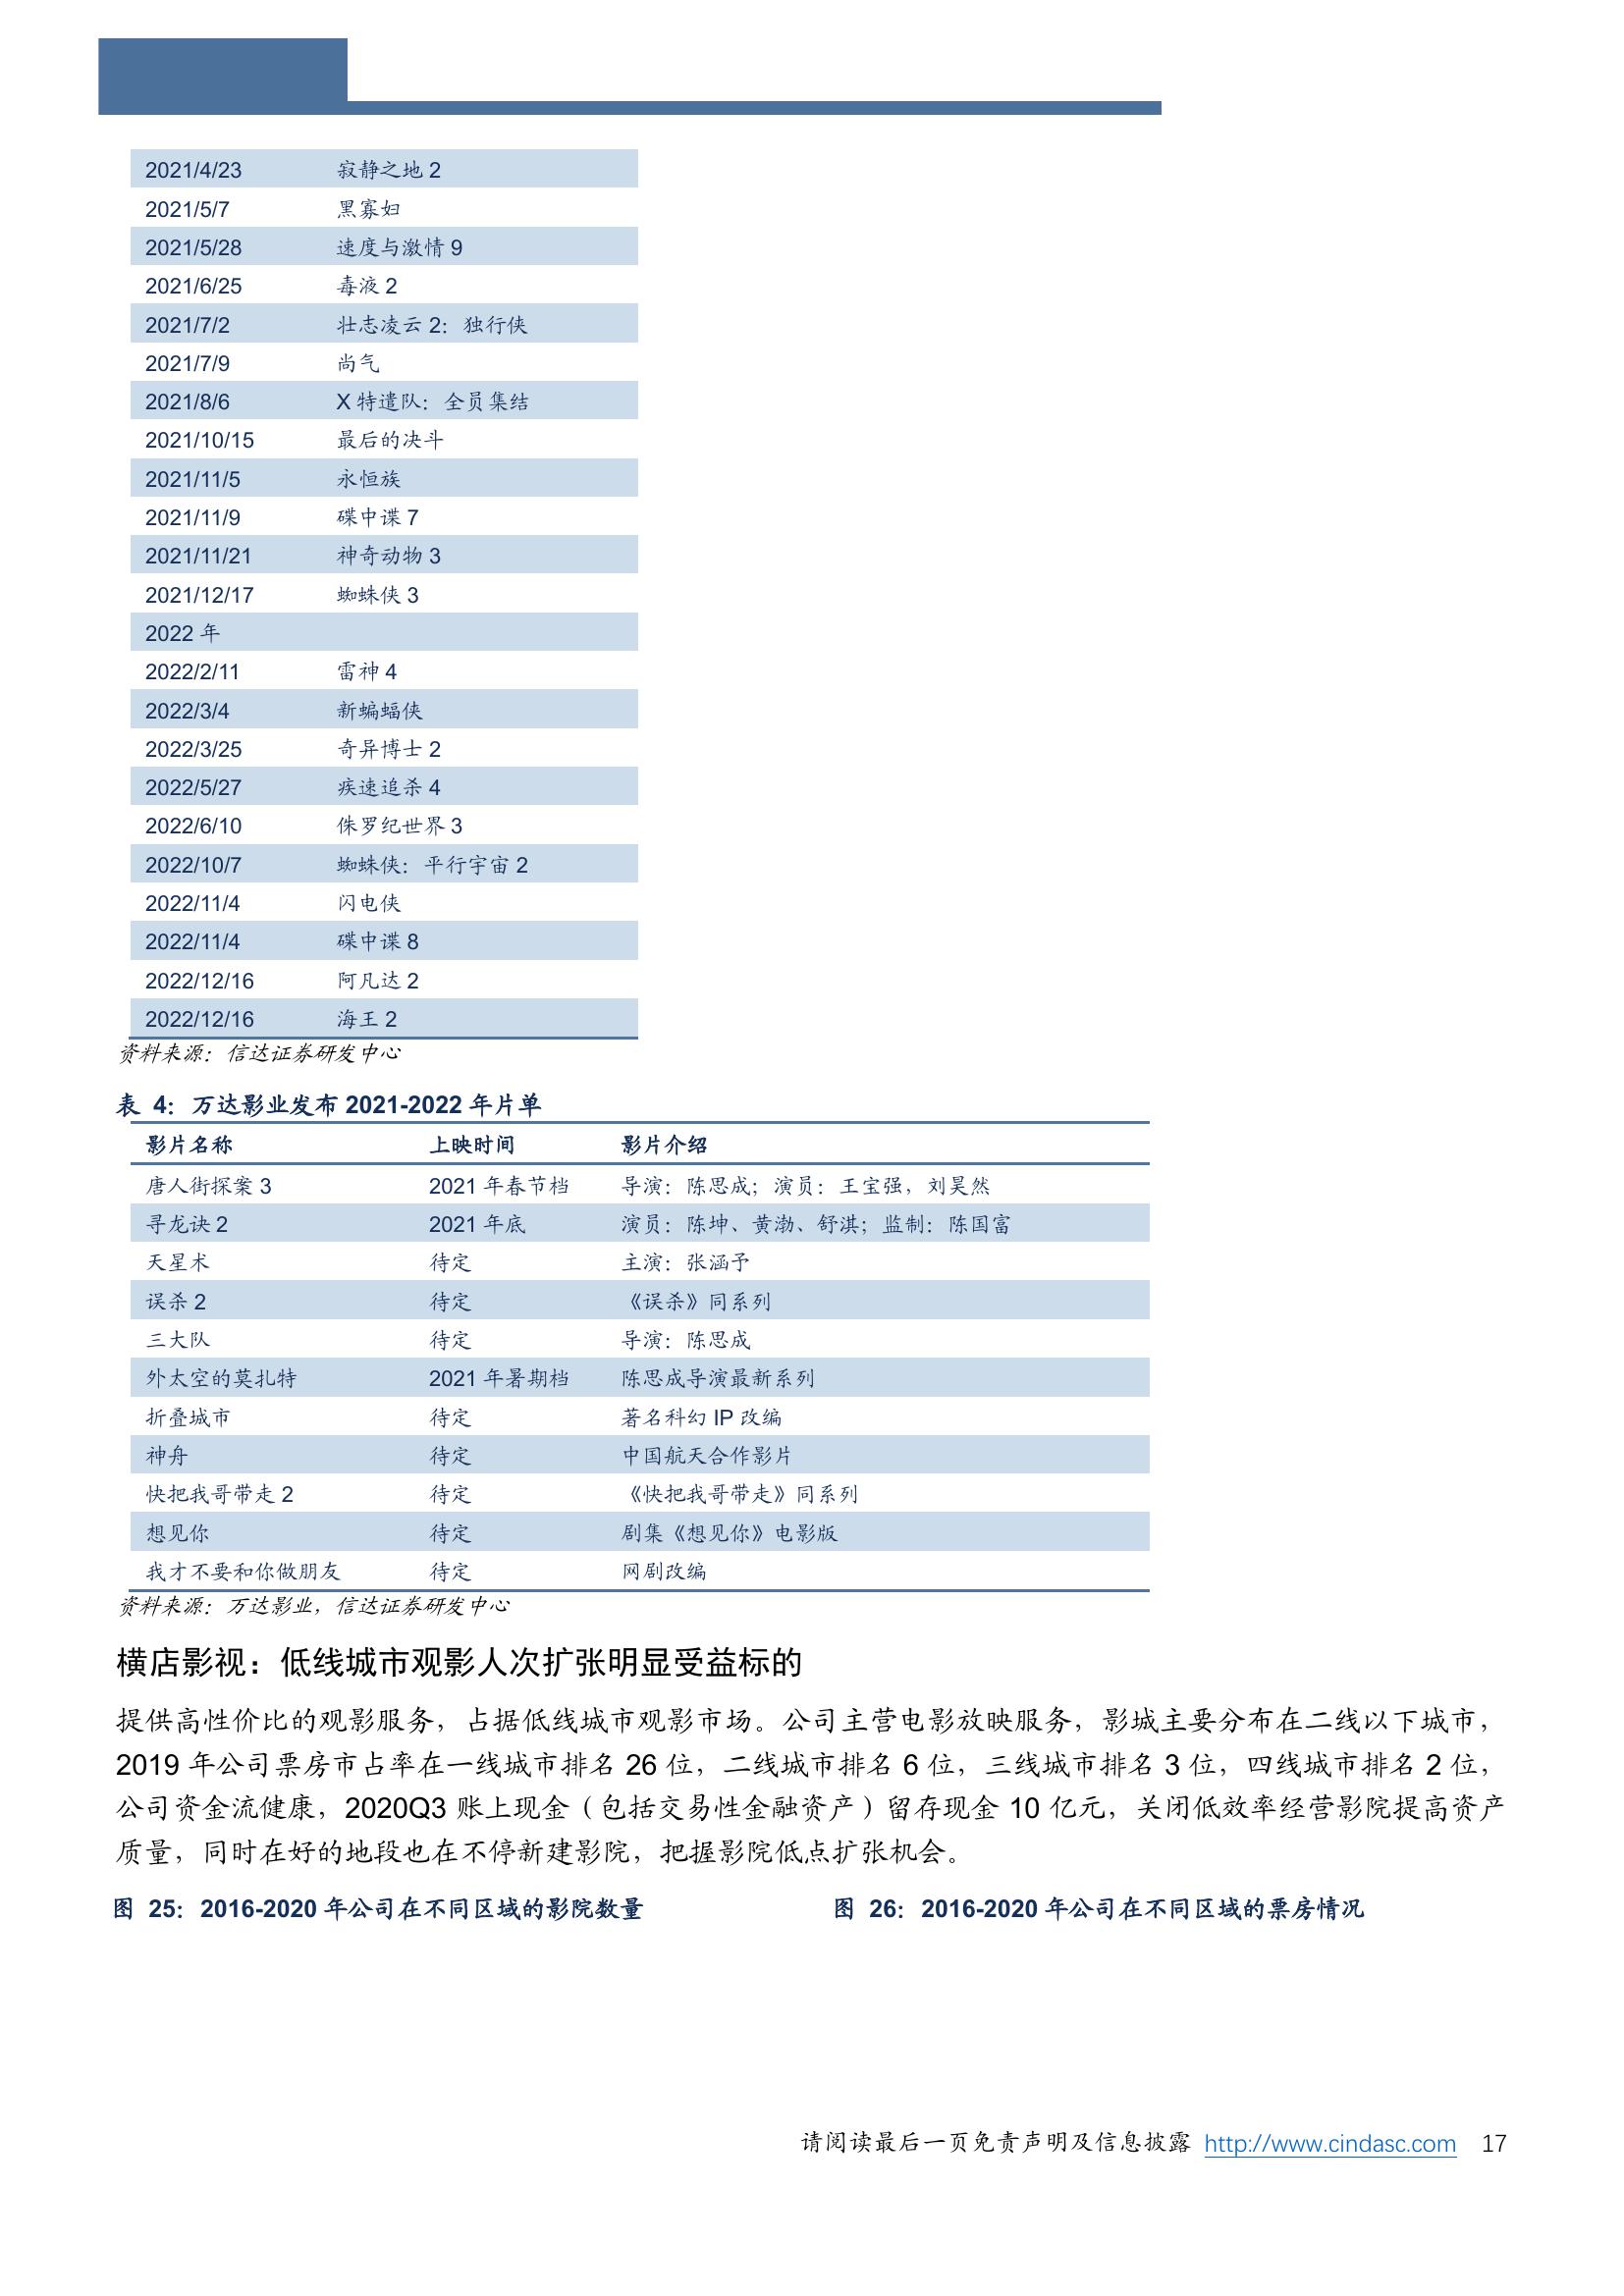 2021/4/23 寂静之地 2
2021/5/7 黑寡妇
2021/5/28 速度与激情 9
2021/6/25 毒液 2
2021/7/2 壮志凌云 2：独行侠
2021/7/9 尚气
2021/8/6 X 特遣队：全员集结
2021/10/15 最后的决斗
2021/11/5 永恒族
2021/11/9 碟中谍 7
2021/11/21 神奇动物 3
2021/12/17 蜘蛛侠 3
2022 年
2022/2/11 雷神 4
2022/3/4 新蝙蝠侠
2022/3/25 奇异博士 2
2022/5/27 疾速追杀 4
2022/6/10 侏罗纪世界 3
2022/10/7 蜘蛛侠：平行宇宙 2
2022/11/4 闪电侠
2022/11/4 碟中谍 8
2022/12/16 阿凡达 2
2022/12/16 海王 2
资料来源：信达证券研发中心
表 4：万达影业发布 2021-2022 年片单
影片名称 上映时间 影片介绍
唐人街探案 3 2021 年春节档 导演：陈思成；演员：王宝强，刘昊然
寻龙诀 2 2021 年底 演员：陈坤、黄渤、舒淇；监制：陈国富
天星术 待定 主演：张涵予
误杀 2 待定 《误杀》同系列
三大队 待定 导演：陈思成
外太空的莫扎特 2021 年暑期档 陈思成导演最新系列
折叠城市 待定 著名科幻 IP 改编
神舟 待定 中国航天合作影片
快把我哥带走 2 待定 《快把我哥带走》同系列
想见你 待定 剧集《想见你》电影版
我才不要和你做朋友 待定 网剧改编
资料来源：万达影业，信达证券研发中心
横店影视：低线城市观影人次扩张明显受益标的
提供高性价比的观影服务，占据低线城市观影市场。公司主营电影放映服务，影城主要分布在二线以下城市，
2019 年公司票房市占率在一线城市排名 26 位，二线城市排名 6 位，三线城市排名 3 位，四线城市排名 2 位，
公司资金流健康，2020Q3 账上现金（包括交易性金融资产）留存现金 10 亿元，关闭低效率经营影院提高资产
质量，同时在好的地段也在不停新建影院，把握影院低点扩张机会。
图 25：2016-2020 年公司在不同区域的影院数量
图 26：2016-2020 年公司在不同区域的票房情况
请阅读最后一页免责声明及信息披露 http://www.cindasc.com 17